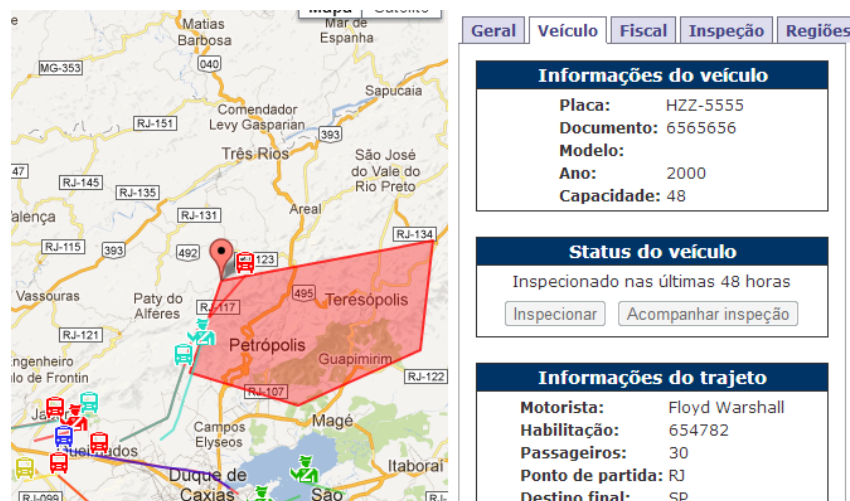 Mapa
Satélite
Matias
Barbosa
Mar de
Espanha
040
MG-353
Sapucaia
Comendador
Levy Gasparian
RJ-151
393
Três Rios
São José
do Vale do
Rio Preto
47
RJ-145
RJ-135
alença
RJ-131
Areal
RJ-134
RJ-115
393
492
123
Vassouras
Paty do
Alferes
RJ-117
495
Teresópolis
RJ-121
Petrópolis
ngenheiro
lo de Frontin
Guapimirim
RJ-122
RJ-107
Magé
Campos
Elyseos
Itaboraí
Duque de
Caxias
São
RJ-099
RJ-
Geral
Veículo
Fiscal
Inspeção
Regiões
Informações do veículo
Placa: HZZ-5555
Documento: 6565656
Modelo:
Ano: 2000
Capacidade: 48
Status do veículo
Inspecionado nas últimas 48 horas
Inspecionar
Acompanhar inspeção
Informações do trajeto
Motorista: Floyd Warshall
Habilitação: 654782
Passageiros: 30
Ponto de partida: RJ
Destino final: SP